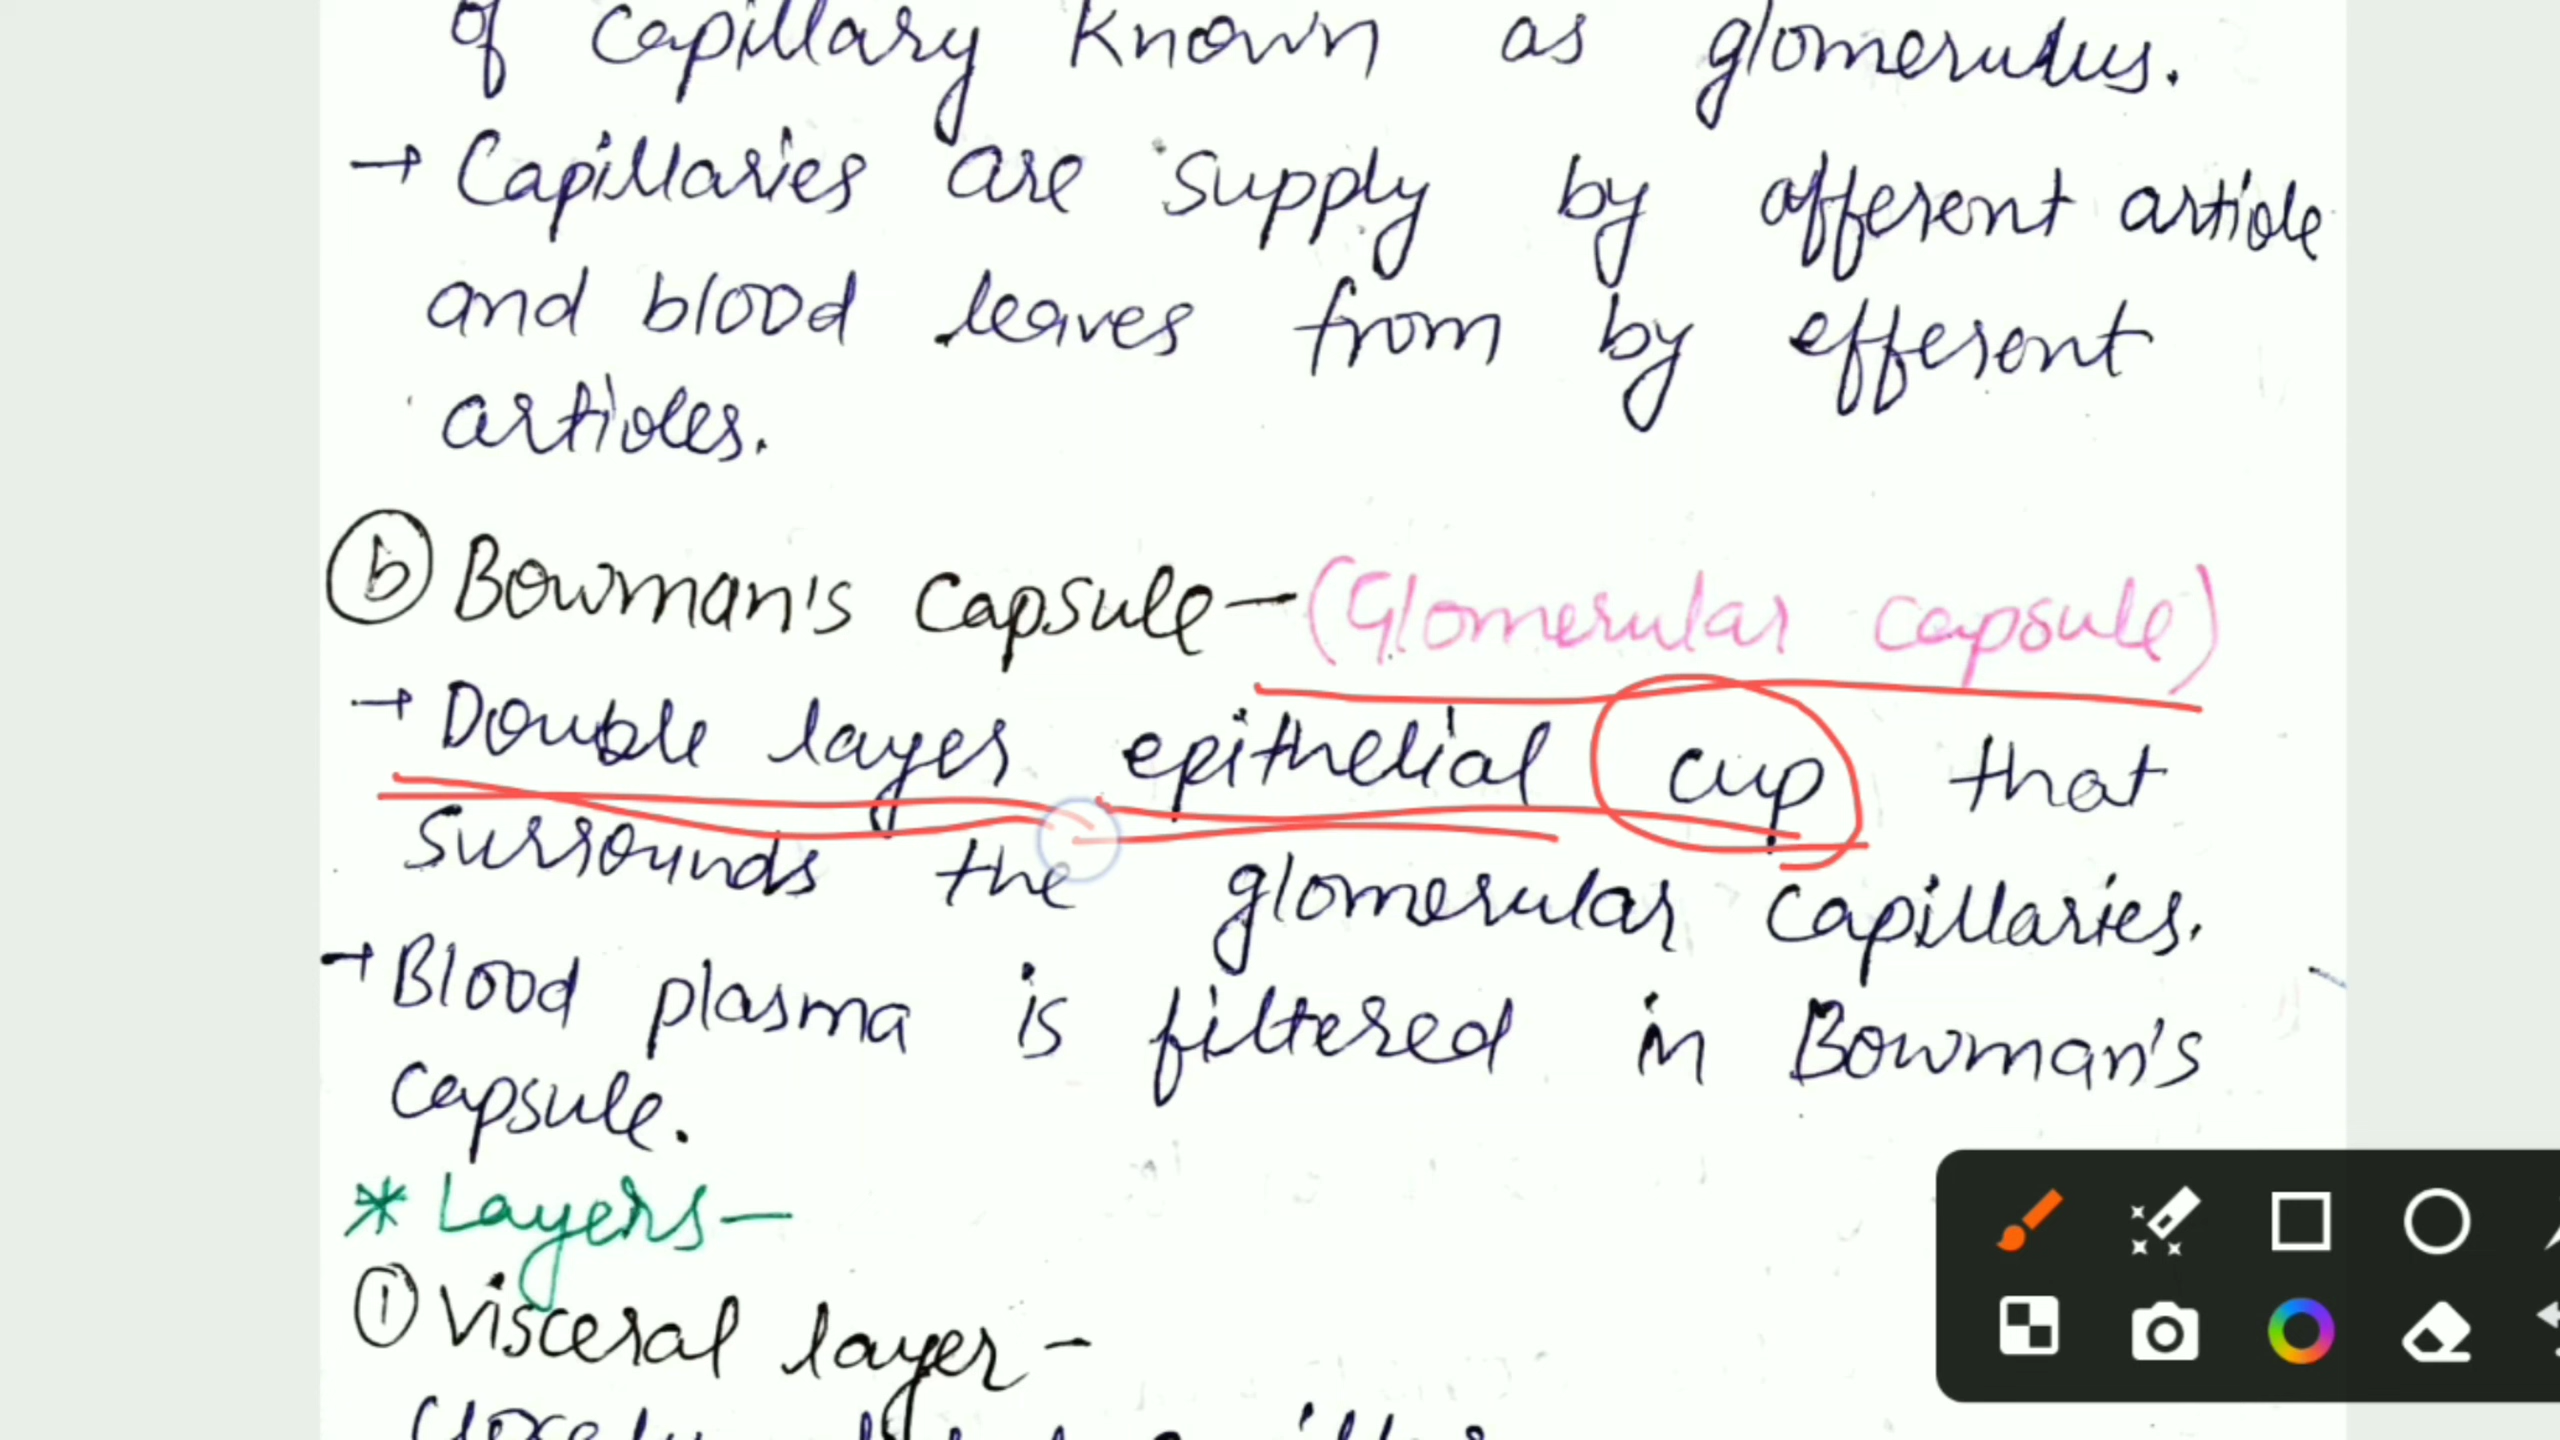 of capillary known as glomerulus.
→ Capillaries are supply by afferent artiole
and blood leaves from by efferent
artioles.
ⓑ Bowman's capsule - (Glomerular capsule)
→ Double layer epithelial cup that
surrounds the glomerular capillaries.
→ Blood plasma is filtered in Bowman's
capsule.
* Layers -
① Visceral layer -